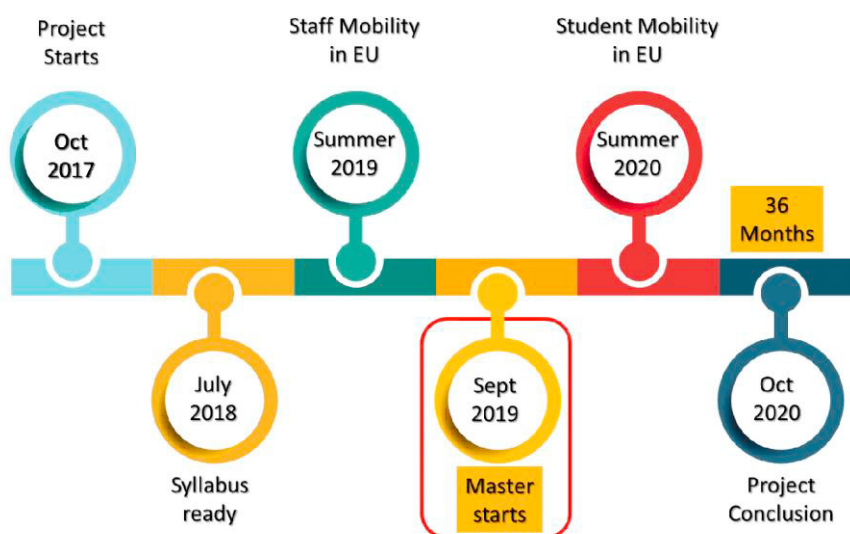 Project
Starts
Oct
2017
July
2018
Syllabus
ready
Staff Mobility
in EU
Summer
2019
Sept
2019
Master
starts
Student Mobility
in EU
Summer
2020
36
Months
Oct
2020
Project
Conclusion